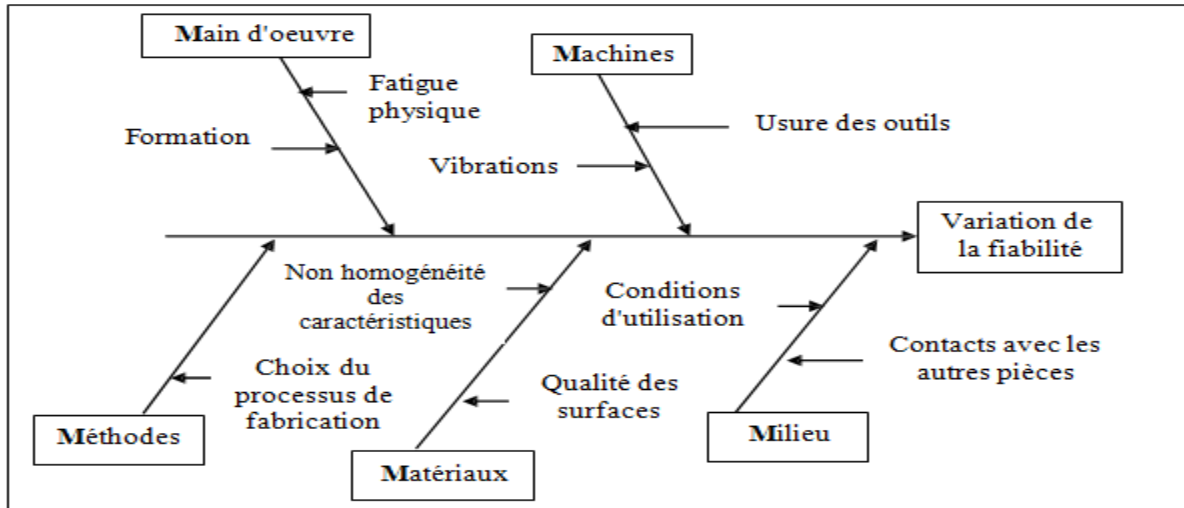 Main d'oeuvre
Machines
Fatigue
physique
Formation
Usure des outils
Vibrations
Variation de
la fiabilité
Non homogénéité
des
caractéristiques
Conditions
d'utilisation
Choix du
processus de
fabrication
Qualité des
surfaces
Contacts avec les
autres pièces
Méthodes
Matériaux
Milieu